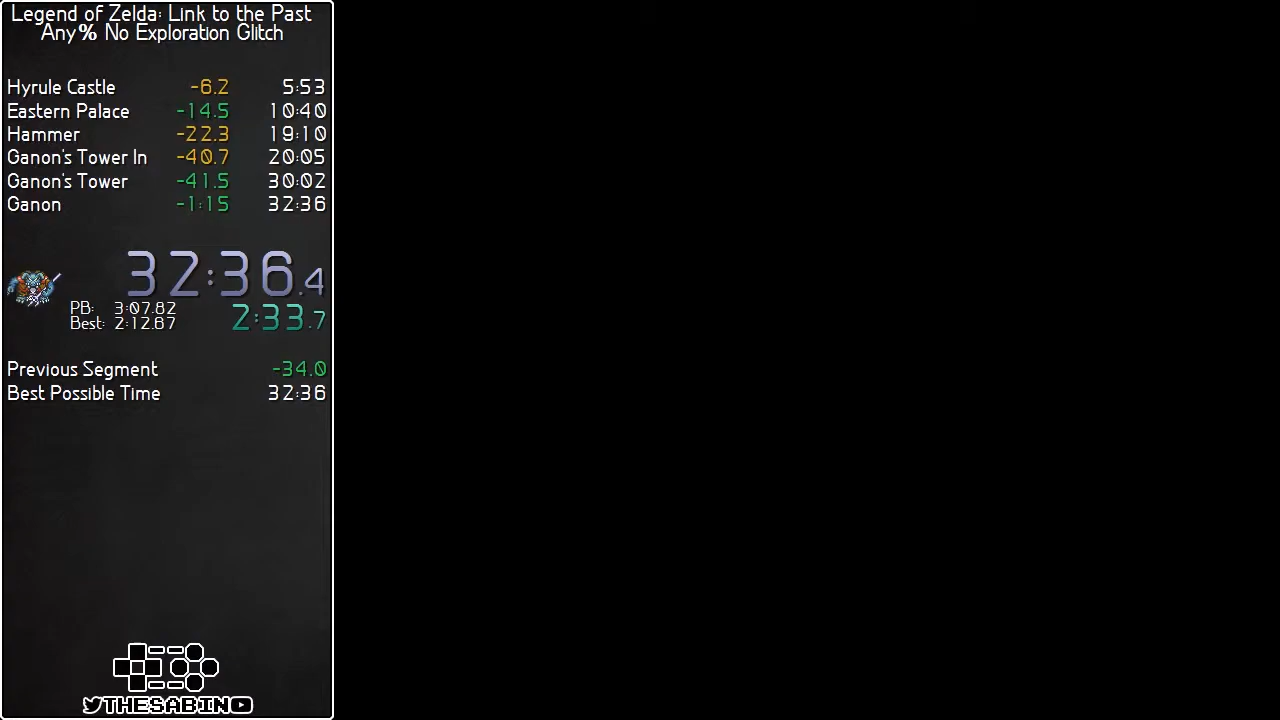 Legend of Zelda: Link to the Past
Any% No Exploration Glitch
Hyrule Castle -6.2 5:53
Eastern Palace -14.5 10:40
Hammer -22.3 19:10
Ganon's Tower In -40.7 20:05
Ganon's Tower -41.5 30:02
Ganon -1:15 32:36
32:36.4
PB: 3:07.82
Best: 2:12.87
2:33.7
Previous Segment -34.0
Best Possible Time 32:36
THESABIN